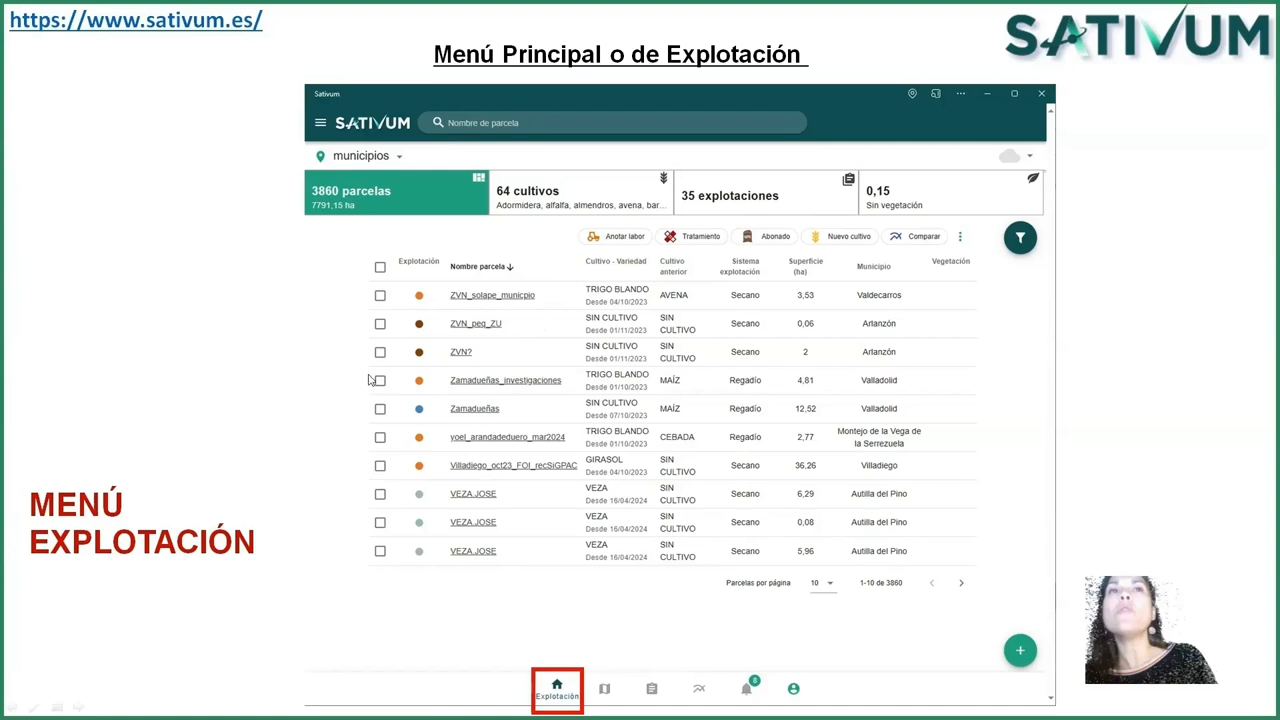 https://www.sativum.es/
SATIVUM
Menú Principal o de Explotación
Sativum
SATIVUM
Nombre de parcela
municipios
3860 parcelas
7791,15 ha
64 cultivos
Adormidera, alfalfa, almendros, avena, bar...
35 explotaciones
0,15
Sin vegetación
Anotar labor Tratamiento Abonado Nuevo cultivo Comparar
Explotación Nombre parcela Cultivo - Variedad Cultivo anterior Sistema explotación Superficie (ha) Municipio Vegetación
ZVN_solape_municpio TRIGO BLANDO Desde 04/10/2023 AVENA Secano 3,53 Valdecarros
ZVN_peq_ZU SIN CULTIVO Desde 01/11/2023 SIN CULTIVO Secano 0,06 Arlanzón
ZVN? SIN CULTIVO Desde 01/11/2023 SIN CULTIVO Secano 2 Arlanzón
Zamadueñas_investigaciones TRIGO BLANDO Desde 01/10/2023 MAÍZ Regadío 4,81 Valladolid
Zamadueñas SIN CULTIVO Desde 07/10/2023 MAÍZ Regadío 12,52 Valladolid
yoel_arandadeduero_mar2024 TRIGO BLANDO Desde 01/10/2023 CEBADA Regadío 2,77 Montejo de la Vega de la Serrezuela
Villadiego_oct23_FOI_recSiGPAC GIRASOL Desde 04/10/2023 SIN CULTIVO Secano 36,26 Villadiego
VEZA.JOSE VEZA Desde 16/04/2024 SIN CULTIVO Secano 6,29 Autilla del Pino
VEZA.JOSE VEZA Desde 16/04/2024 SIN CULTIVO Secano 0,08 Autilla del Pino
VEZA.JOSE VEZA Desde 16/04/2024 SIN CULTIVO Secano 5,96 Autilla del Pino
Parcelas por página 10 1-10 de 3860
MENÚ
EXPLOTACIÓN
8
Explotación